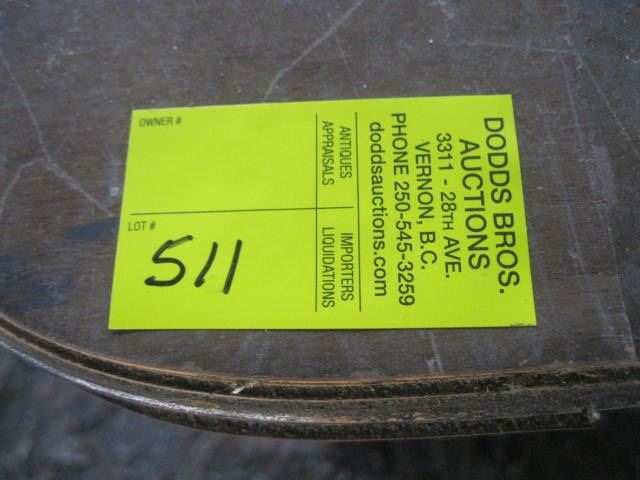 DODDS BROS.
AUCTIONS
3311 - 28TH AVE.
VERNON, B.C.
PHONE 250-545-3259
doddsauctions.com
ANTIQUES
APPRAISALS
IMPORTERS
LIQUIDATIONS
OWNER #
LOT #
511